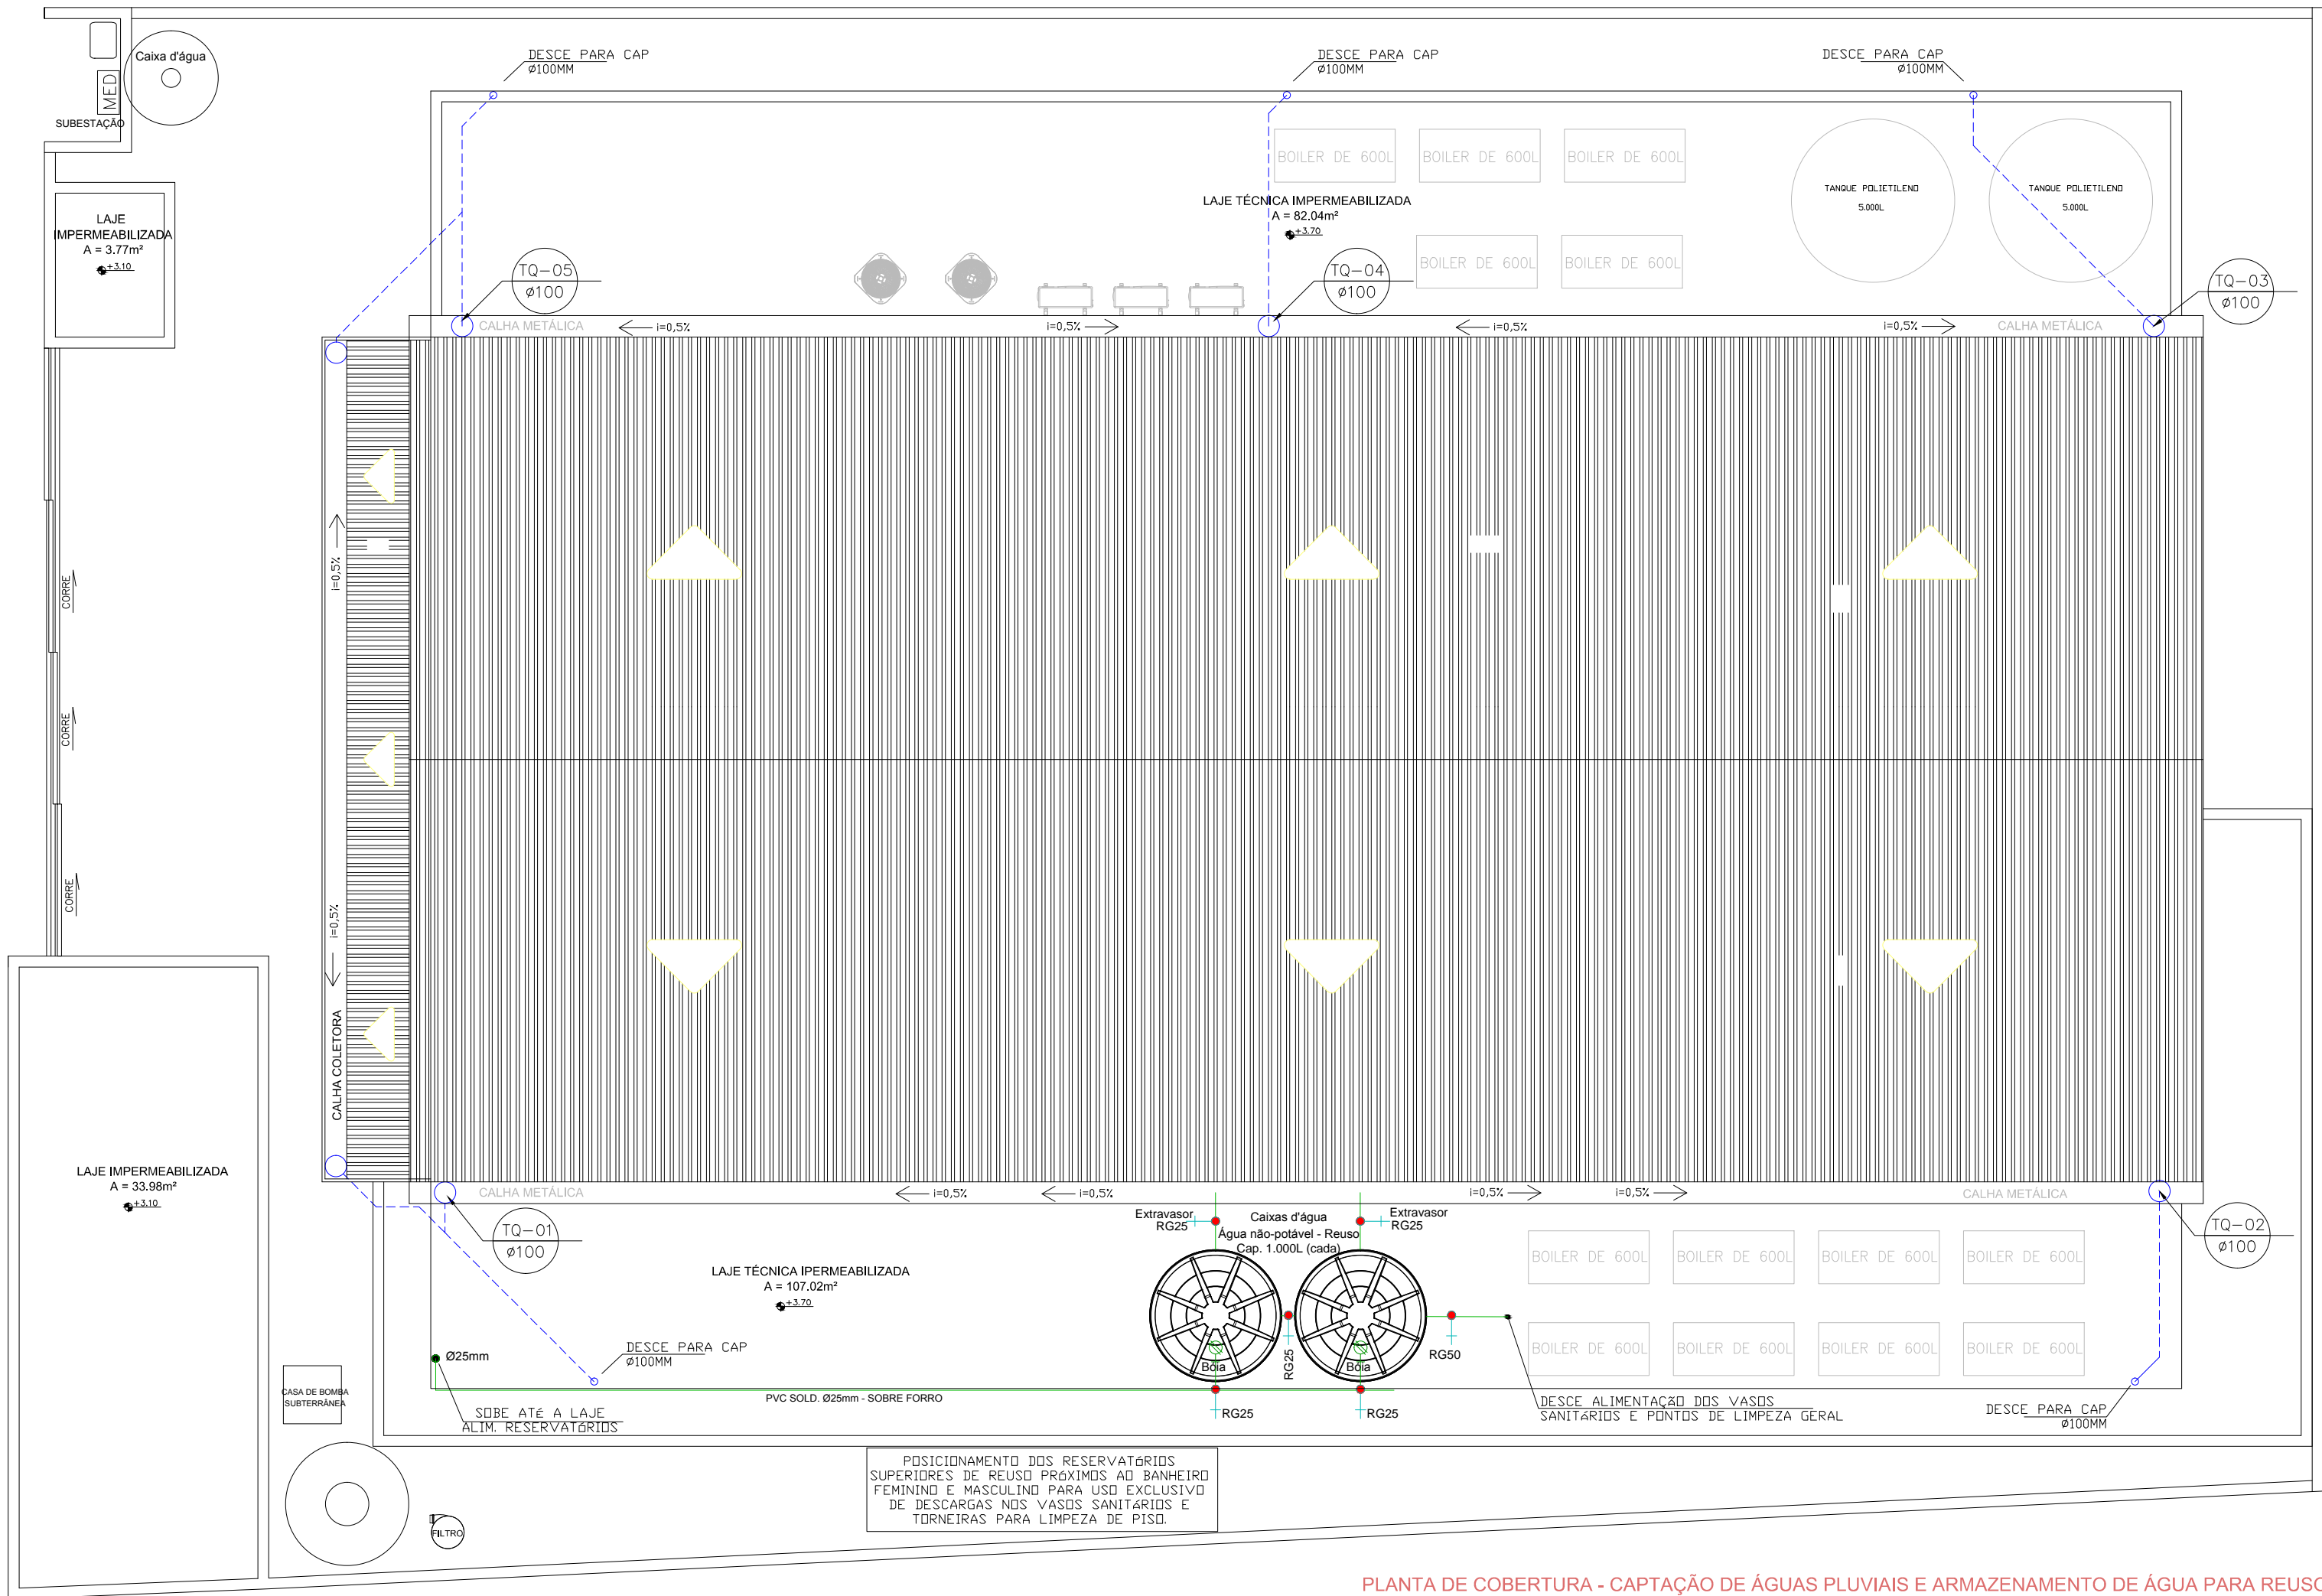 DESCE PARA CAP
Ø100MM
DESCE PARA CAP
Ø100MM
DESCE PARA CAP
Ø100MM
Caixa d'água
MED
SUBESTAÇÃO
BOILER DE 600L
BOILER DE 600L
BOILER DE 600L
TANQUE POLIETILENO
5.000L
TANQUE POLIETILENO
5.000L
LAJE TÉCNICA IMPERMEABILIZADA
A = 82.04m²
+3.70
LAJE
IMPERMEABILIZADA
A = 3.77m²
+3.10
BOILER DE 600L
BOILER DE 600L
TQ-05
Ø100
TQ-04
Ø100
TQ-03
Ø100
CALHA METÁLICA
i=0,5%
i=0,5%
i=0,5%
i=0,5%
CALHA METÁLICA
i=0,5%
CORRE
CORRE
CORRE
i=0,5%
CALHA COLETORA
LAJE IMPERMEABILIZADA
A = 33.98m²
+3.10
CALHA METÁLICA
i=0,5%
i=0,5%
i=0,5%
i=0,5%
CALHA METÁLICA
TQ-01
Ø100
TQ-02
Ø100
Extravasor
RG25
Caixas d'água
Água não-potável - Reuso
Cap. 1.000L (cada)
Extravasor
RG25
BOILER DE 600L
BOILER DE 600L
BOILER DE 600L
BOILER DE 600L
LAJE TÉCNICA IPERMEABILIZADA
A = 107.02m²
+3.70
DESCE PARA CAP
Ø100MM
Ø25mm
Bóia
RG25
Bóia
RG50
BOILER DE 600L
BOILER DE 600L
BOILER DE 600L
BOILER DE 600L
CASA DE BOMBA
SUBTERRÂNEA
PVC SOLD. Ø25mm - SOBRE FORRO
SOBE ATÉ A LAJE
ALIM. RESERVATÓRIOS
RG25
RG25
DESCE ALIMENTAÇÃO DOS VASOS
SANITÁRIOS E PONTOS DE LIMPEZA GERAL
DESCE PARA CAP
Ø100MM
POSICIONAMENTO DOS RESERVATÓRIOS
SUPERIORES DE REUSO PRÓXIMOS AO BANHEIRO
FEMININO E MASCULINO PARA USO EXCLUSIVO
DE DESCARGAS NOS VASOS SANITÁRIOS E
TORNEIRAS PARA LIMPEZA DE PISO.
FILTRO
PLANTA DE COBERTURA - CAPTAÇÃO DE ÁGUAS PLUVIAIS E ARMAZENAMENTO DE ÁGUA PARA REUSO